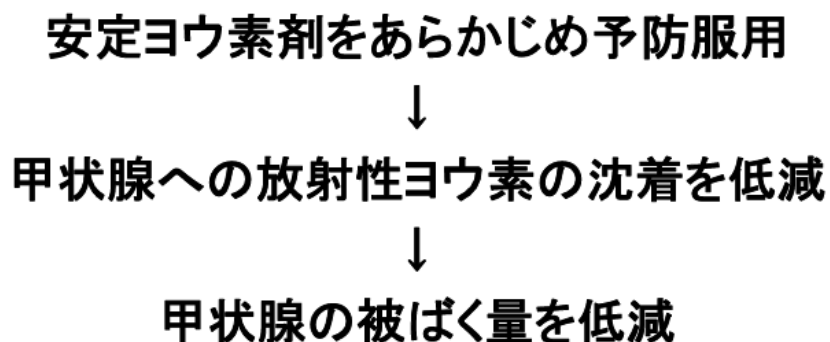 安定ヨウ素剤をあらかじめ予防服用
↓
甲状腺への放射性ヨウ素の沈着を低減
↓
甲状腺の被ばく量を低減